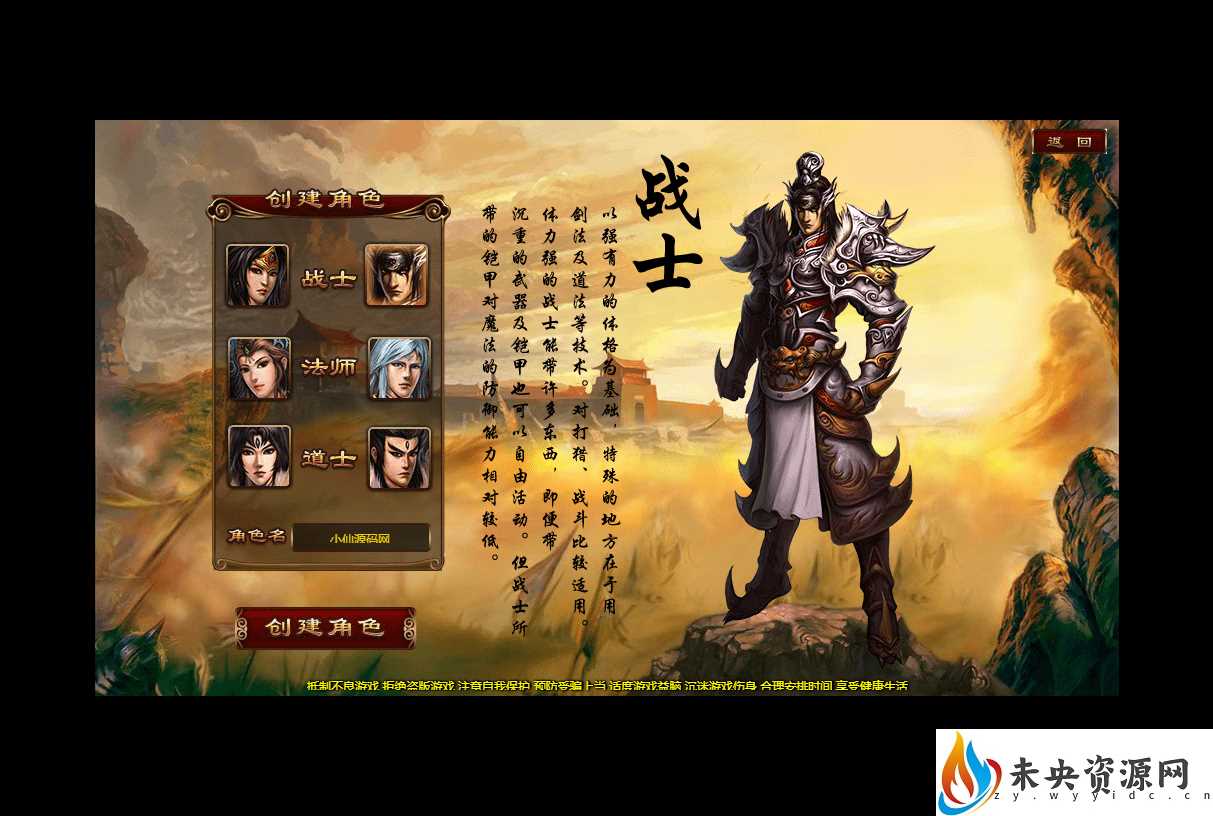 返 回
创建角色
战士
法师
道士
角色名
小仙源码网
创建角色
战士
以强有力的体格为基础，特殊的地方在于用
剑法及道法等技术。对打猎、战斗比较适用。
体力强的战士能带许多东西，即便带
沉重的武器及铠甲也可以自由活动。但战士所
带的铠甲对魔法的防御能力相对较低。
抵制不良游戏 拒绝盗版游戏 注意自我保护 预防受骗上当 适度游戏益脑 沉迷游戏伤身 合理安排时间 享受健康生活
未央资源网
zy.wyyidc.cn